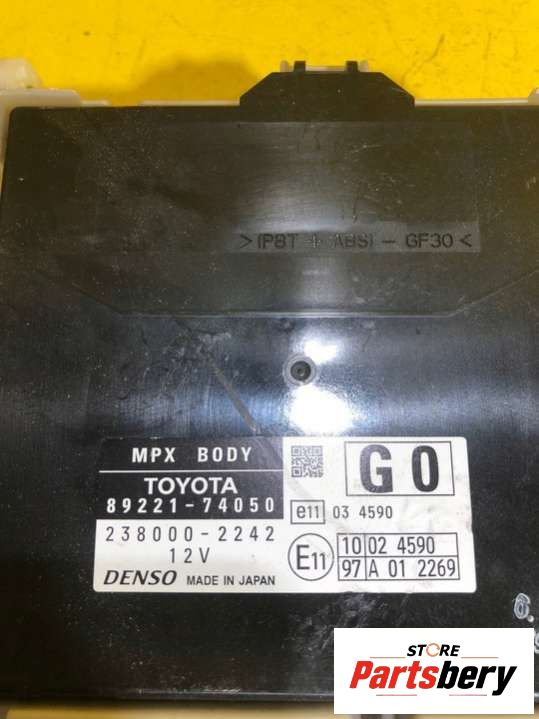 >(PBT + ABS)-GF30<
MPX BODY
TOYOTA
89221-74050
238000-2242
12V
DENSO MADE IN JAPAN
G0
e11 03 4590
E11
10 02 4590
97 A 01 2269
6.
STORE
Partsbery